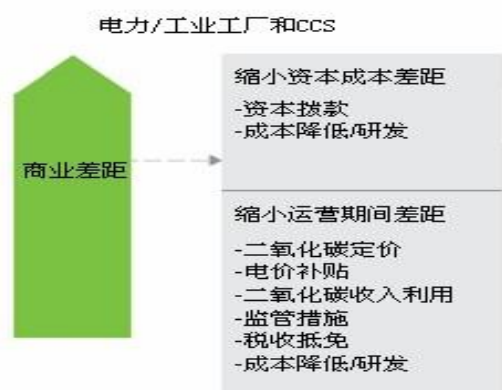 电力/工业工厂和CCS
商业差距
缩小资本成本差距
-资本拨款
-成本降低/研发
缩小运营期间差距
-二氧化碳定价
-电价补贴
-二氧化碳收入利用
-监管措施
-税收抵免
-成本降低/研发